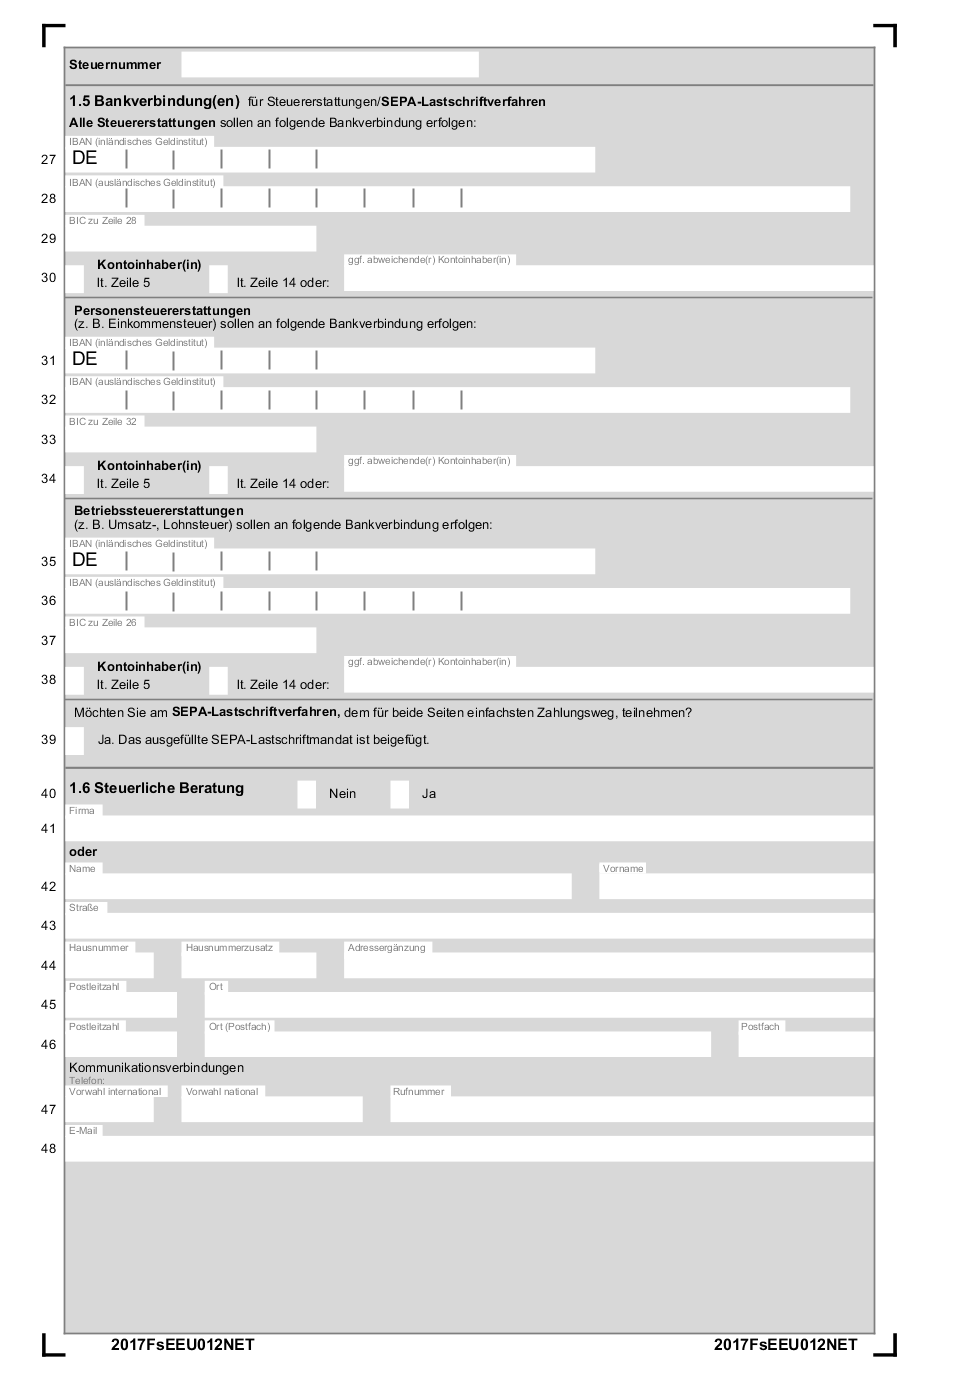 Steuernummer
1.5 Bankverbindung(en) für Steuererstattungen/SEPA-Lastschriftverfahren
Alle Steuererstattungen sollen an folgende Bankverbindung erfolgen:
IBAN (inländisches Geldinstitut)
27 DE
IBAN (ausländisches Geldinstitut)
28
BIC zu Zeile 28
29
Kontoinhaber(in) ggf. abweichende(r) Kontoinhaber(in)
30 lt. Zeile 5 lt. Zeile 14 oder:
Personensteuererstattungen
(z. B. Einkommensteuer) sollen an folgende Bankverbindung erfolgen:
IBAN (inländisches Geldinstitut)
31 DE
IBAN (ausländisches Geldinstitut)
32
BIC zu Zeile 32
33
Kontoinhaber(in) ggf. abweichende(r) Kontoinhaber(in)
34 lt. Zeile 5 lt. Zeile 14 oder:
Betriebssteuererstattungen
(z. B. Umsatz-, Lohnsteuer) sollen an folgende Bankverbindung erfolgen:
IBAN (inländisches Geldinstitut)
35 DE
IBAN (ausländisches Geldinstitut)
36
BIC zu Zeile 26
37
Kontoinhaber(in) ggf. abweichende(r) Kontoinhaber(in)
38 lt. Zeile 5 lt. Zeile 14 oder:
Möchten Sie am SEPA-Lastschriftverfahren, dem für beide Seiten einfachsten Zahlungsweg, teilnehmen?
39 Ja. Das ausgefüllte SEPA-Lastschriftmandat ist beigefügt.
40 1.6 Steuerliche Beratung Nein Ja
Firma
41
oder
Name Vorname
42
Straße
43
Hausnummer Hausnummerzusatz Adressergänzung
44
Postleitzahl Ort
45
Postleitzahl Ort (Postfach) Postfach
46
Kommunikationsverbindungen
Telefon:
Vorwahl international Vorwahl national Rufnummer
47
E-Mail
48
2017FsEEU012NET 2017FsEEU012NET